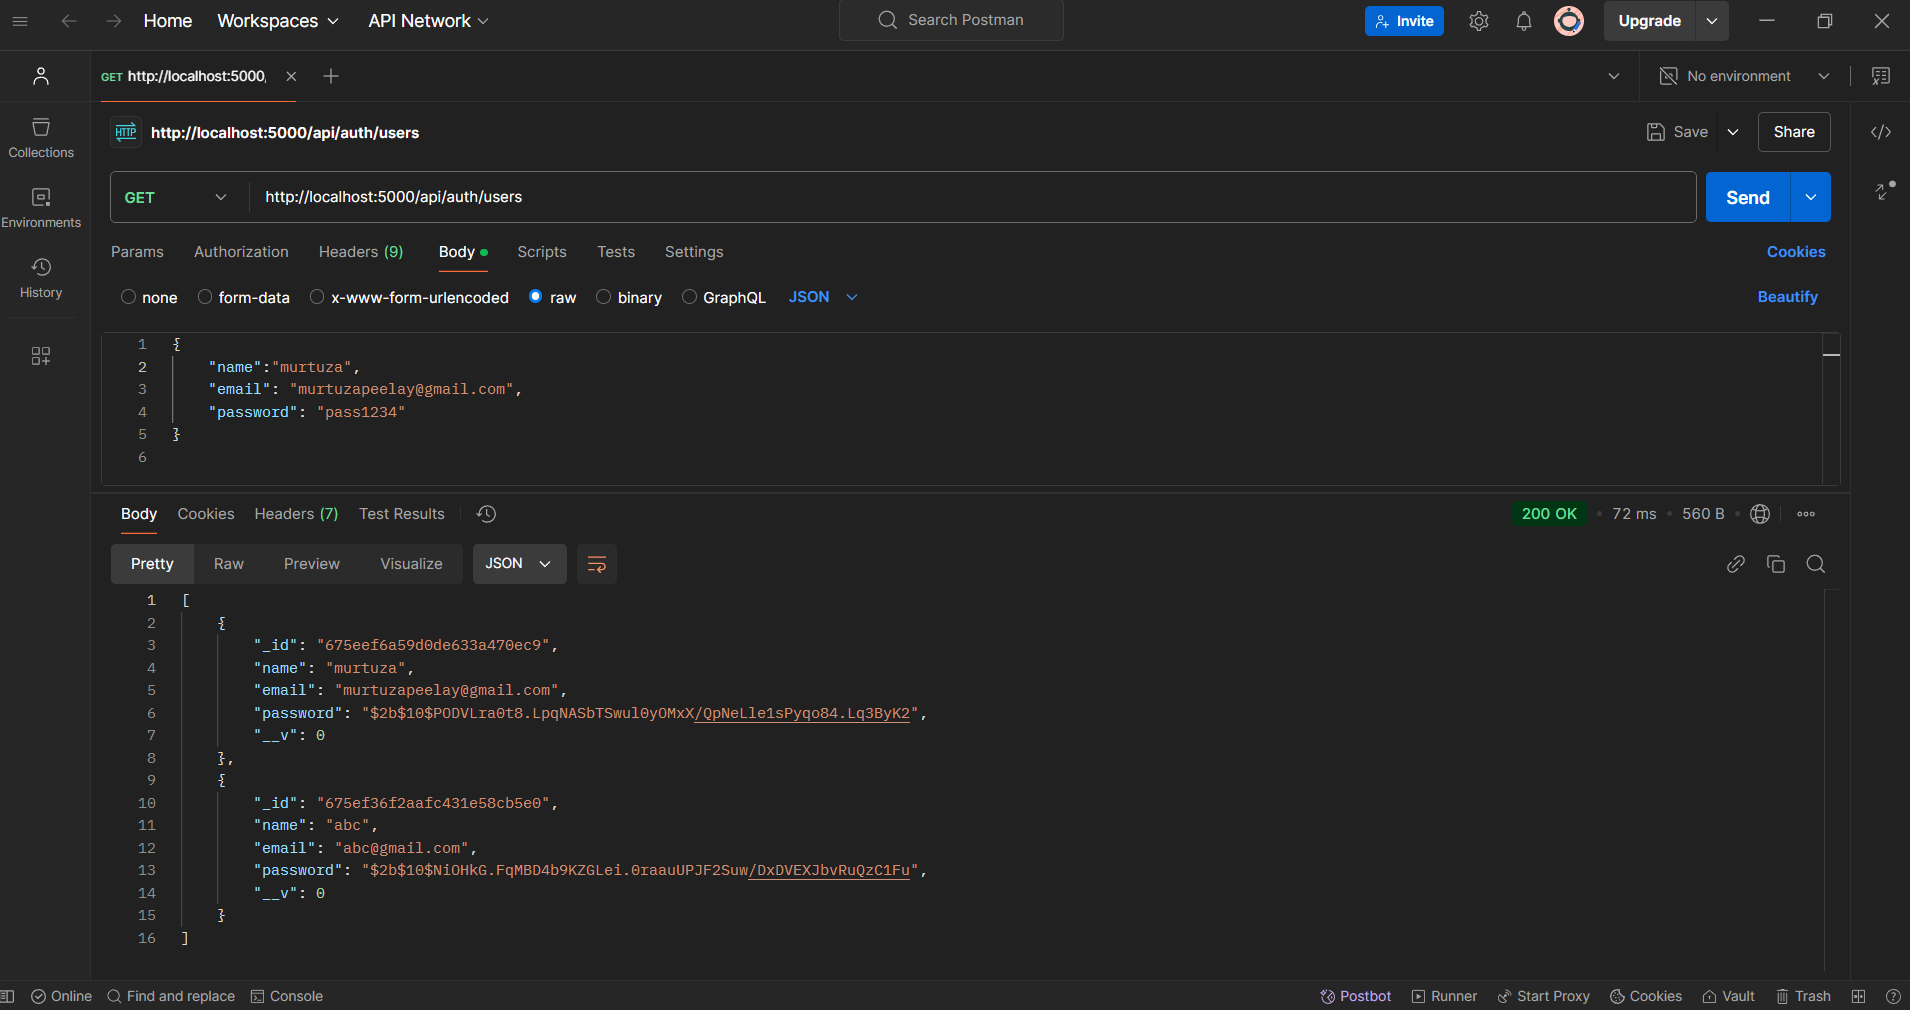 Home Workspaces API Network Search Postman Invite Upgrade
GET http://localhost:5000, No environment
HTTP http://localhost:5000/api/auth/users Save Share
Collections
Environments
History
GET http://localhost:5000/api/auth/users Send
Params Authorization Headers (9) Body Scripts Tests Settings Cookies
none form-data x-www-form-urlencoded raw binary GraphQL JSON Beautify
1 {
2 "name":"murtuza",
3 "email": "murtuzapeelay@gmail.com",
4 "password": "pass1234"
5 }
6
Body Cookies Headers (7) Test Results 200 OK 72 ms 560 B
Pretty Raw Preview Visualize JSON
1 [
2 {
3 "_id": "675eef6a59d0de633a470ec9",
4 "name": "murtuza",
5 "email": "murtuzapeelay@gmail.com",
6 "password": "$2b$10$PODVLra0t8.LpqNASbTSwul0yOMxX/QpNeLle1sPyqo84.Lq3ByK2",
7 "__v": 0
8 },
9 {
10 "_id": "675ef36f2aafc431e58cb5e0",
11 "name": "abc",
12 "email": "abc@gmail.com",
13 "password": "$2b$10$NiOHkG.FqMBD4b9KZGLei.0raauUPJF2Suw/DxDVEXJbvRuQzC1Fu",
14 "__v": 0
15 }
16 ]
Online Find and replace Console Postbot Runner Start Proxy Cookies Vault Trash